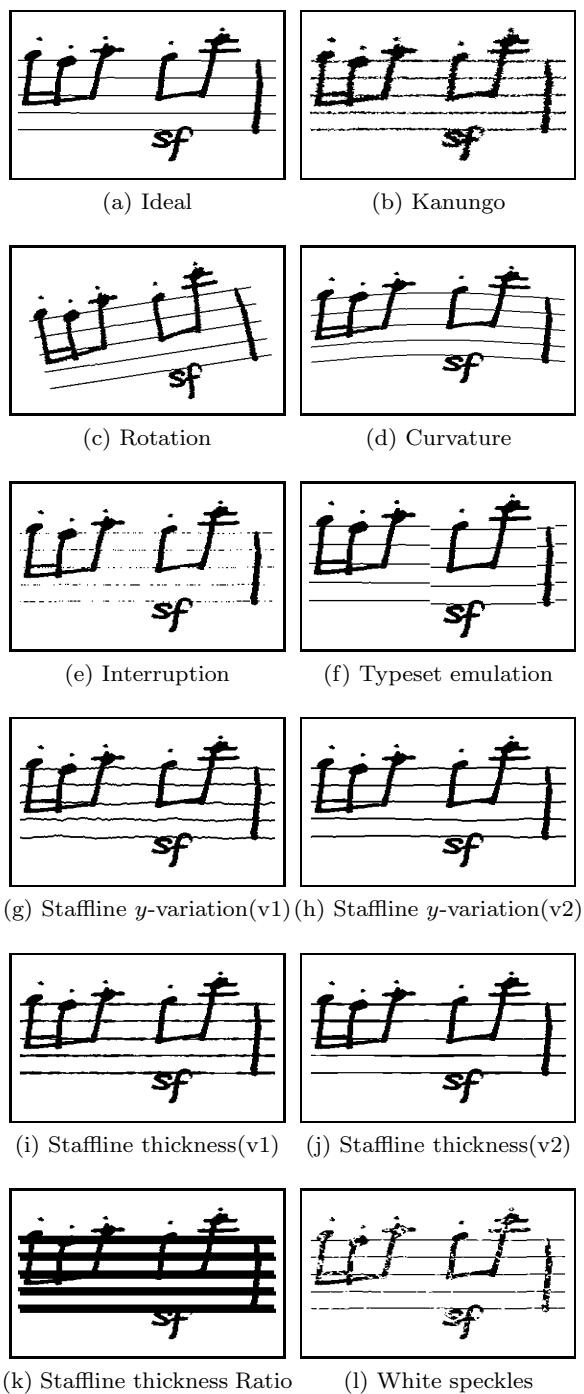 sf sf
(a) Ideal (b) Kanungo
sf sf
(c) Rotation (d) Curvature
sf sf
(e) Interruption (f) Typeset emulation
sf sf
(g) Staffline y-variation(v1) (h) Staffline y-variation(v2)
sf sf
(i) Staffline thickness(v1) (j) Staffline thickness(v2)
sf sf
(k) Staffline thickness Ratio (l) White speckles